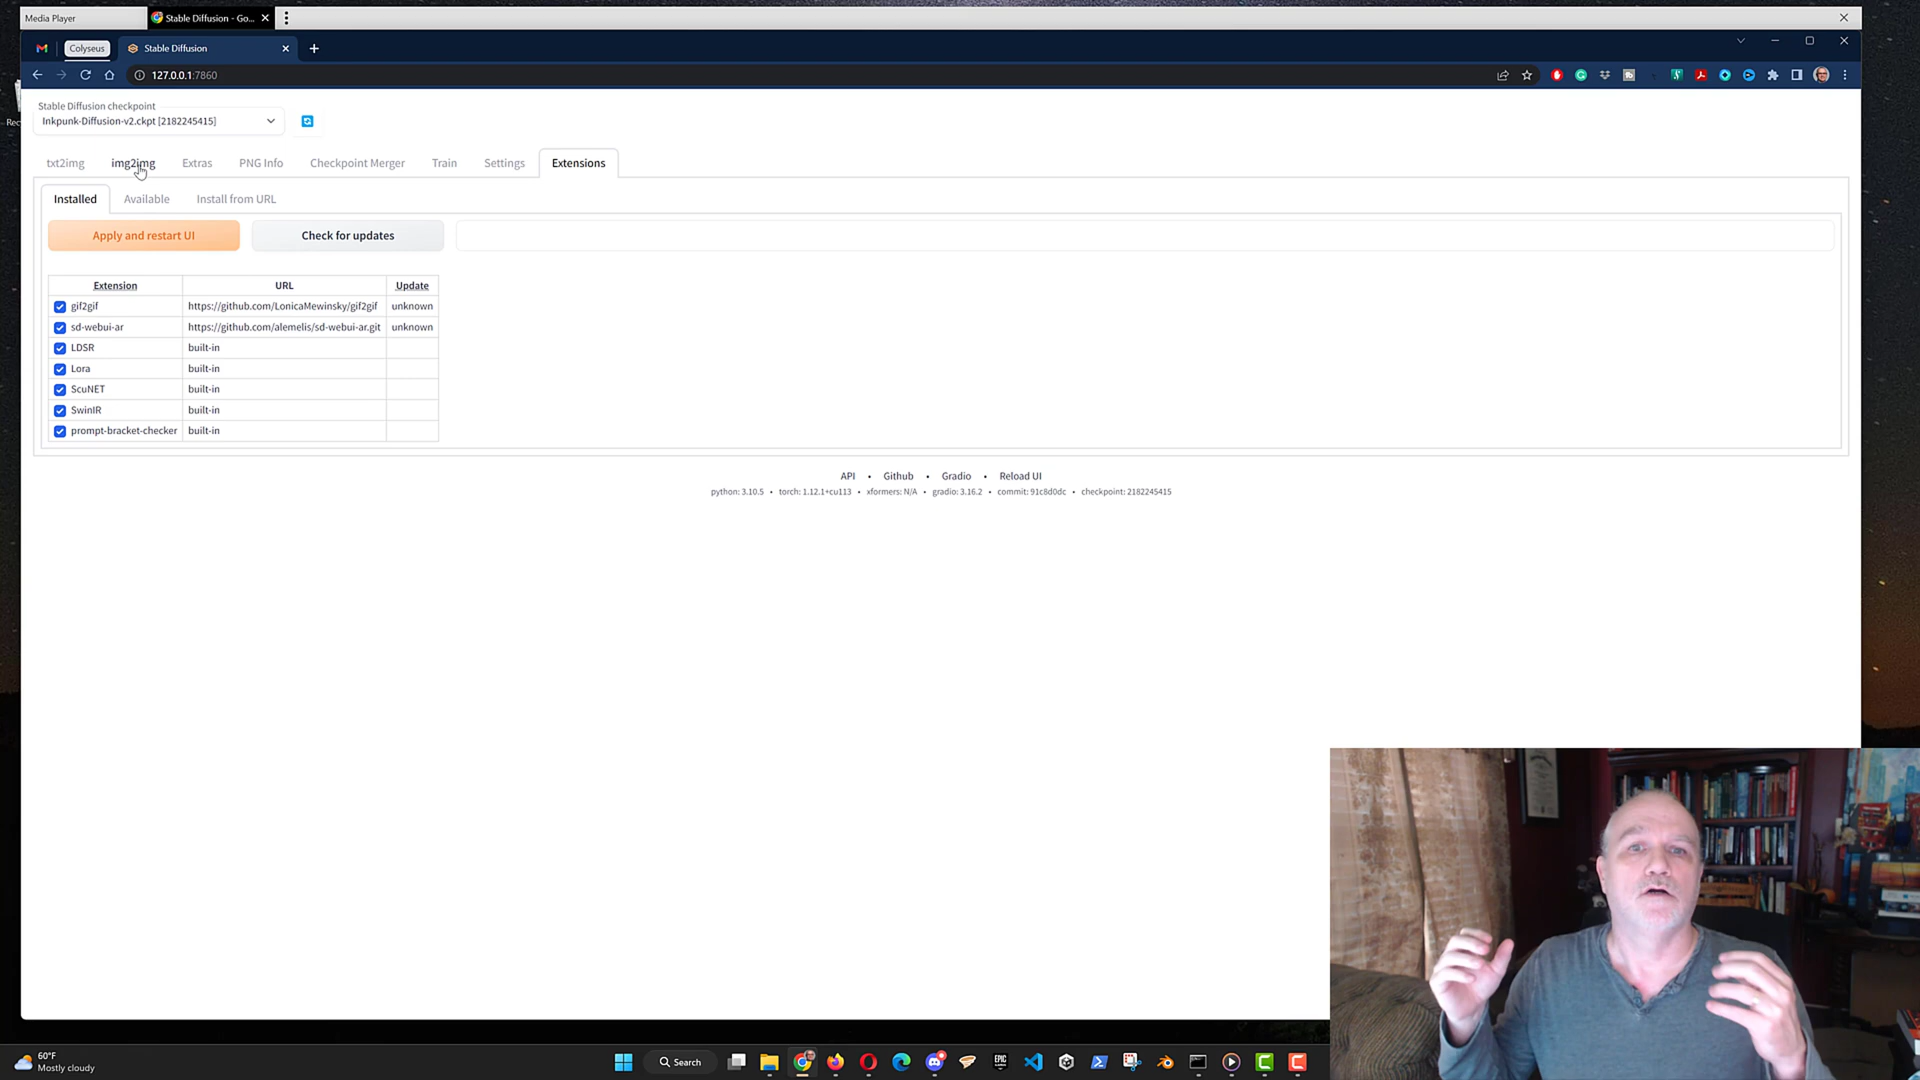 Media Player
Stable Diffusion - Go...
Colyseus
Stable Diffusion
127.0.0.1:7860
Stable Diffusion checkpoint
Inkpunk-Diffusion-v2.ckpt [2182245415]
txt2img
img2img
Extras
PNG Info
Checkpoint Merger
Train
Settings
Extensions
Installed
Available
Install from URL
Apply and restart UI
Check for updates
Extension URL Update
gif2gif https://github.com/LonicaMewinsky/gif2gif unknown
sd-webui-ar https://github.com/alemelis/sd-webui-ar.git unknown
LDSR built-in
Lora built-in
ScuNET built-in
SwinIR built-in
prompt-bracket-checker built-in
API • Github • Gradio • Reload UI
python: 3.10.5 • torch: 1.12.1+cu113 • xformers: N/A • gradio: 3.16.2 • commit: 91c8d0dc • checkpoint: 2182245415
60°F
Mostly cloudy
Search
EPIC